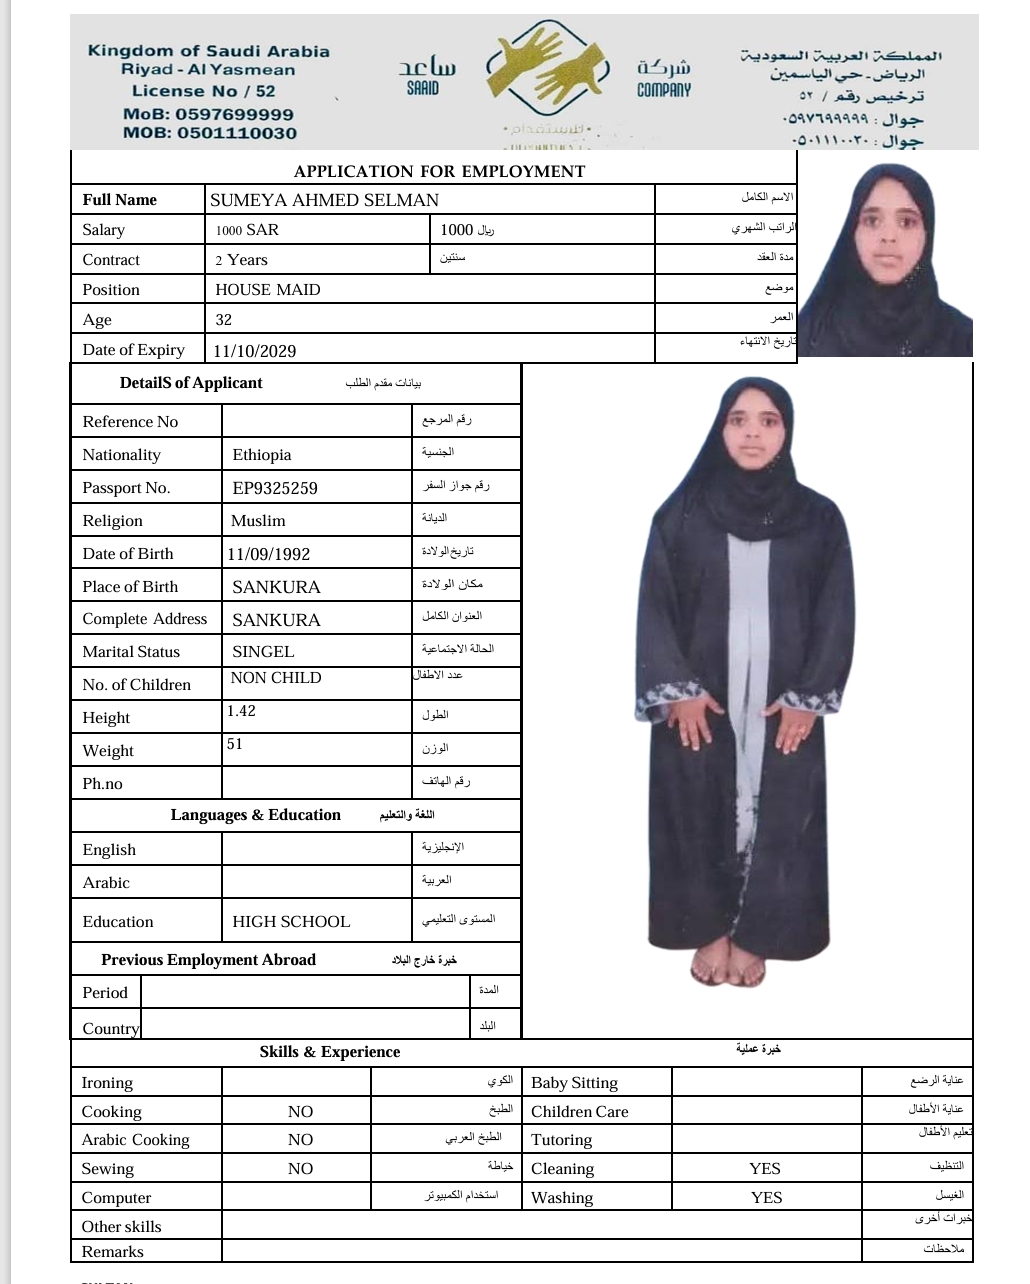 Kingdom of Saudi Arabia
Riyad - Al Yasmean
License No / 52
MoB: 0597699999
MOB: 0501110030
ساعد
SAAID
شركة
COMPANY
للاستقدام
المملكة العربية السعودية
الرياض - حي الياسمين
ترخيص رقم / ٥٢
جوال : ٠٥٩٧٦٩٩٩٩٩
جوال : ٠٥٠١١١٠٠٣٠
APPLICATION FOR EMPLOYMENT
Full Name SUMEYA AHMED SELMAN الاسم الكامل
Salary 1000 SAR 1000 ريال الراتب الشهري
Contract 2 Years سنتين مدة العقد
Position HOUSE MAID موضع
Age 32 العمر
Date of Expiry 11/10/2029 تاريخ الانتهاء
DetailS of Applicant بيانات مقدم الطلب
Reference No رقم المرجع
Nationality Ethiopia الجنسية
Passport No. EP9325259 رقم جواز السفر
Religion Muslim الديانة
Date of Birth 11/09/1992 تاريخ الولادة
Place of Birth SANKURA مكان الولادة
Complete Address SANKURA العنوان الكامل
Marital Status SINGEL الحالة الاجتماعية
No. of Children NON CHILD عدد الاطفال
Height 1.42 الطول
Weight 51 الوزن
Ph.no رقم الهاتف
Languages & Education اللغة والتعليم
English الإنجليزية
Arabic العربية
Education HIGH SCHOOL المستوى التعليمي
Previous Employment Abroad خبرة خارج البلاد
Period المدة
Country البلد
Skills & Experience خبرة عملية
Ironing الكوي Baby Sitting عناية الرضع
Cooking NO الطبخ Children Care عناية الأطفال
Arabic Cooking NO الطبخ العربي Tutoring تعليم الأطفال
Sewing NO خياطة Cleaning YES التنظيف
Computer استخدام الكمبيوتر Washing YES الغيسل
Other skills خبرات أخرى
Remarks ملاحظات